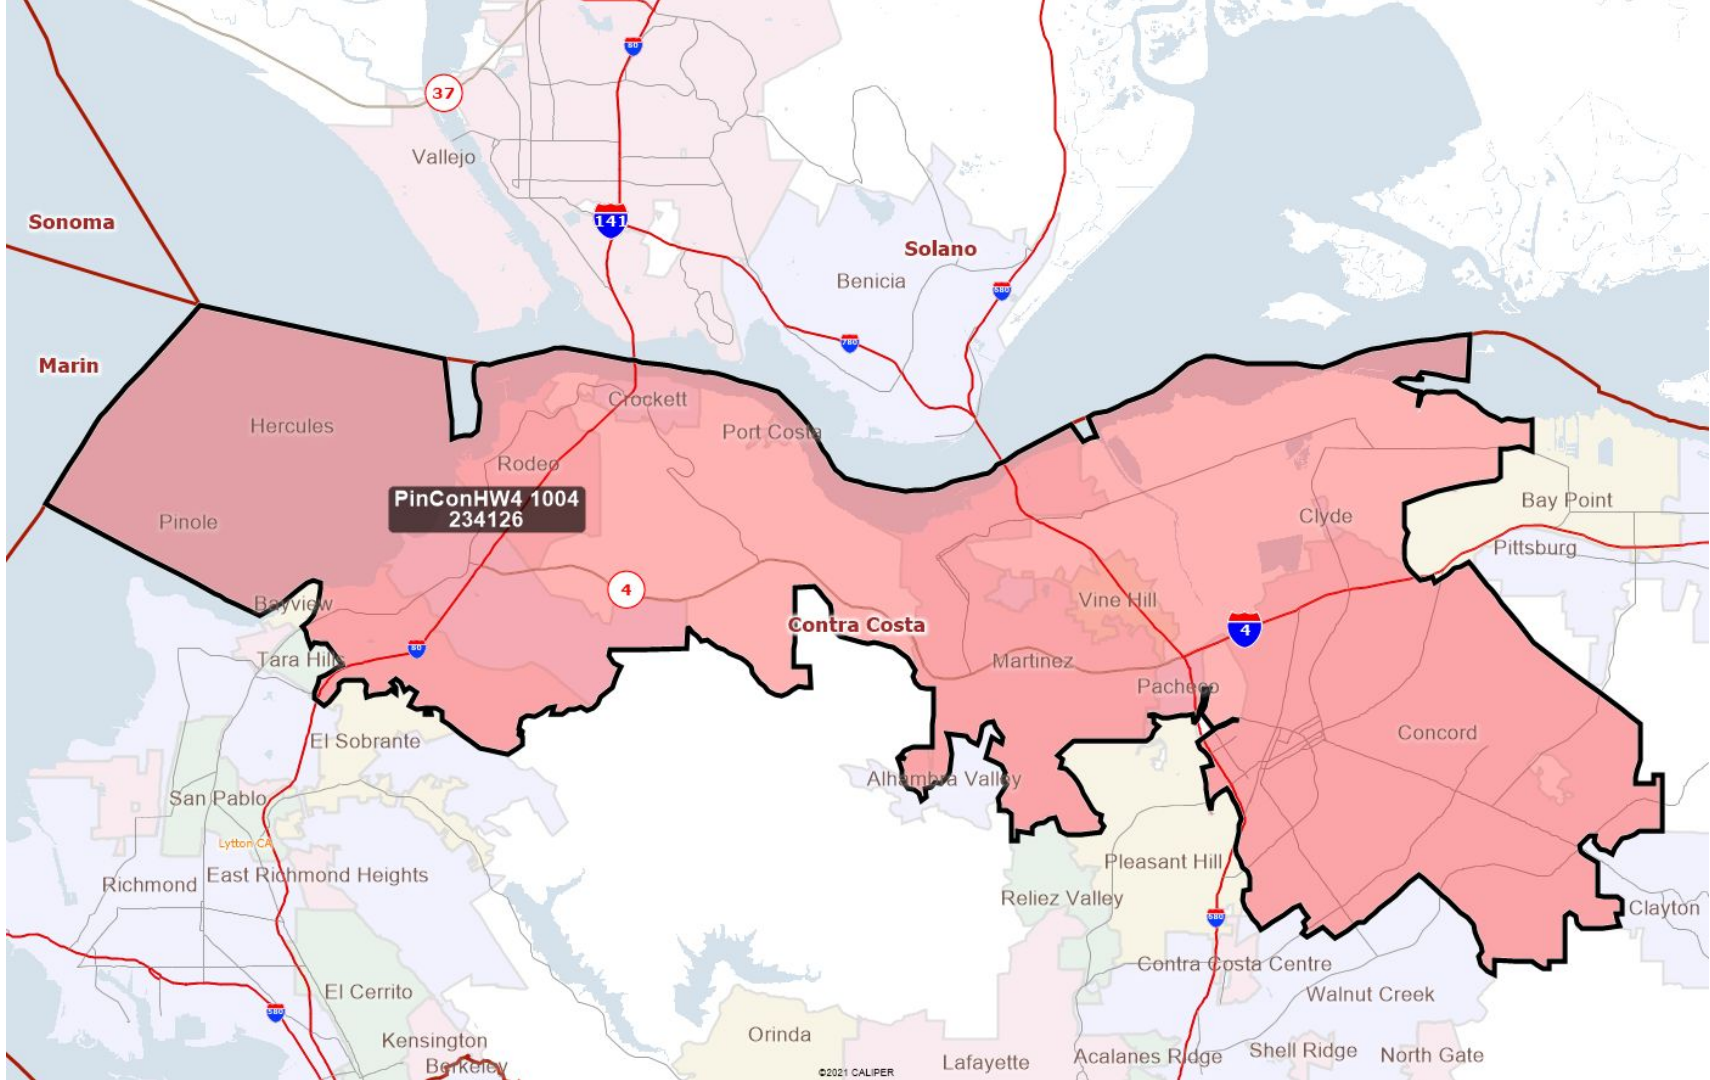 80
37
Vallejo
141
Sonoma
Solano
Benicia
680
780
Marin
Crockett
Hercules
Port Costa
Rodeo
PinConHW4 1004
234126
Bay Point
Clyde
Pinole
Pittsburg
4
Bayview
Vine Hill
Contra Costa
4
Tara Hills
80
Martinez
Pacheco
Concord
El Sobrante
Alhambra Valley
San Pablo
Lytton CA
Pleasant Hill
East Richmond Heights
Richmond
Reliez Valley
Clayton
680
Contra Costa Centre
El Cerrito
Walnut Creek
580
Orinda
Kensington
Shell Ridge
North Gate
Acalanes Ridge
Lafayette
Berkeley
©2021 CALIPER